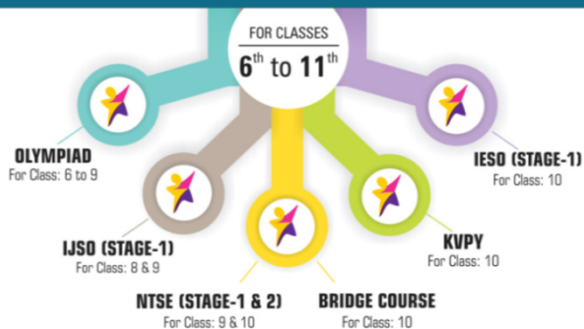 FOR CLASSES
6th to 11th
OLYMPIAD
For Class: 6 to 9
IESO (STAGE-1)
For Class: 10
IJSO (STAGE-1)
For Class: 8 & 9
KVPY
For Class: 10
NTSE (STAGE-1 & 2)
For Class: 9 & 10
BRIDGE COURSE
For Class: 10